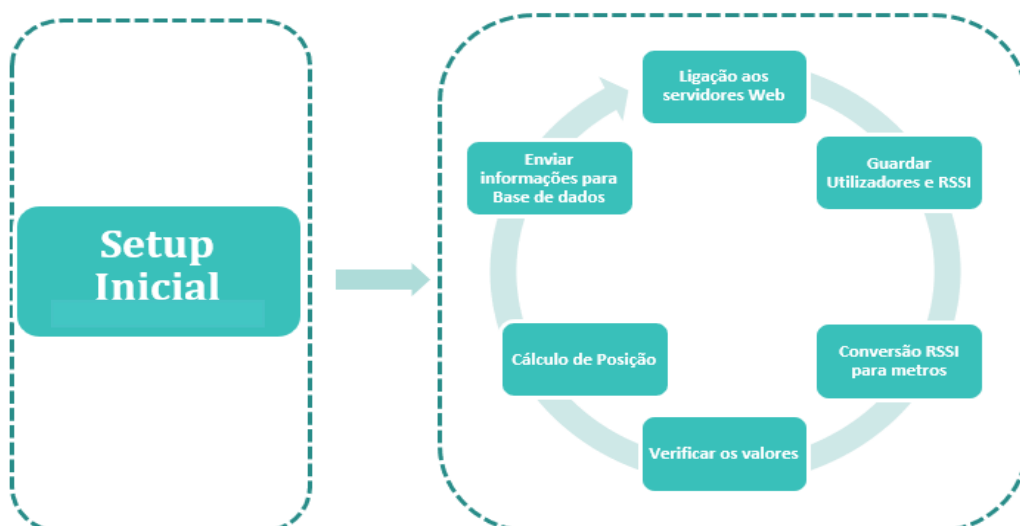 Setup
Inicial
Ligação aos
servidores Web
Guardar
Utilizadores e RSSI
Conversão RSSI
para metros
Verificar os valores
Cálculo de Posição
Enviar
informações para
Base de dados